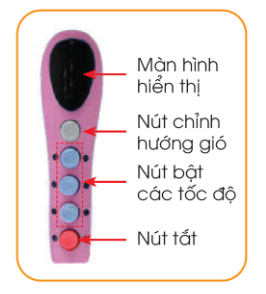 Màn hình
hiển thị
Nút chỉnh
hướng gió
Nút bật
các tốc độ
Nút tắt